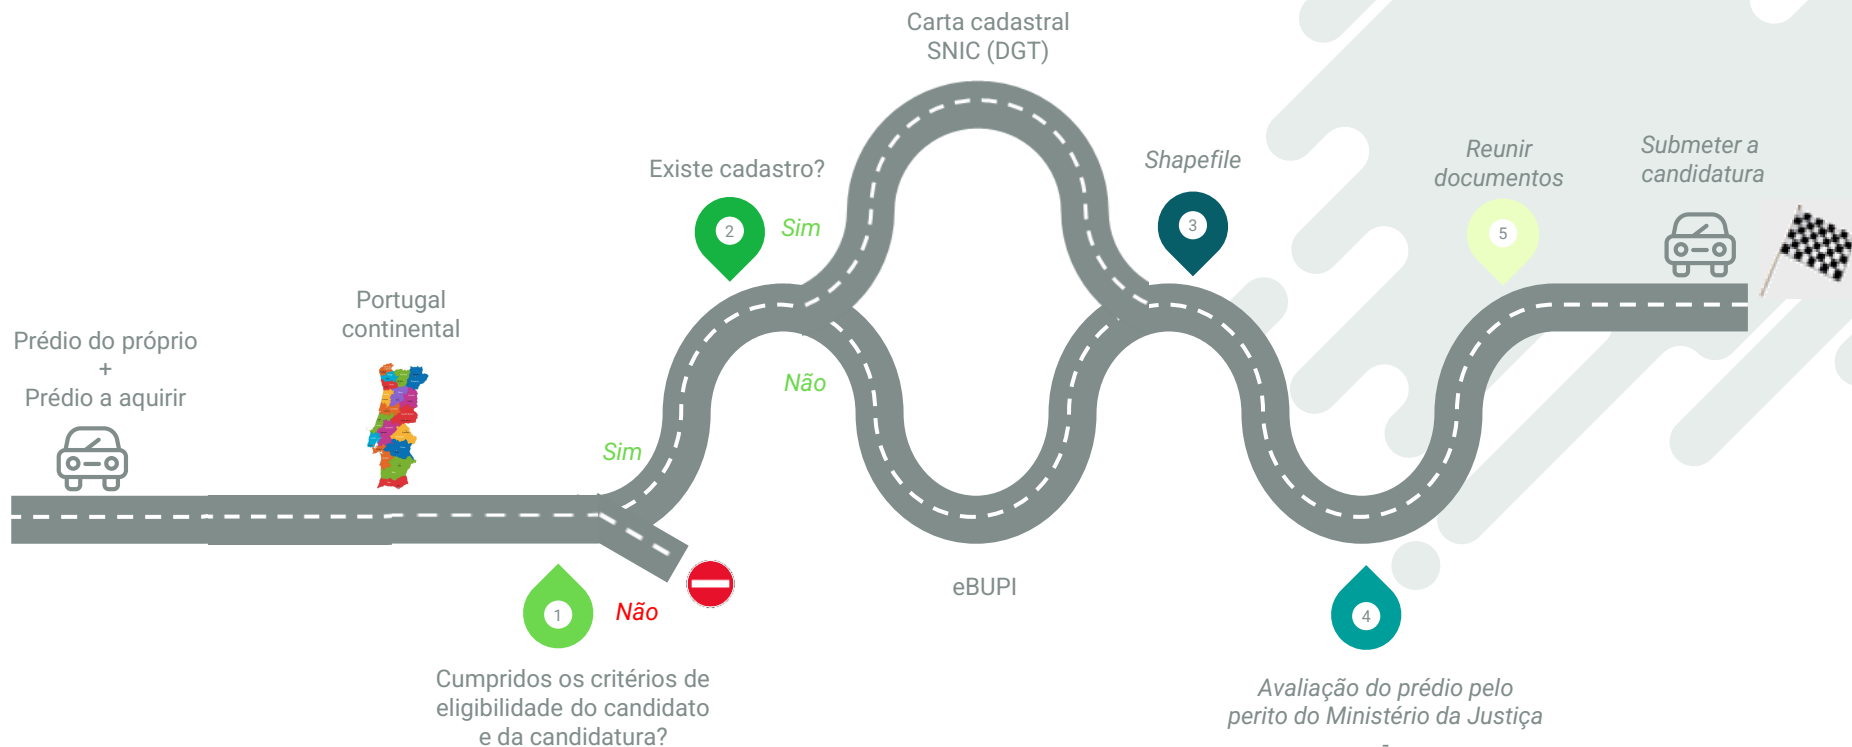 Prédio do próprio
+
Prédio a aquirir
Portugal
continental
1
Cumpridos os critérios de
eligibilidade do candidato
e da candidatura?
Sim
Não
Existe cadastro?
2
Sim
Não
Carta cadastral
SNIC (DGT)
eBUPI
Shapefile
3
4
Avaliação do prédio pelo
perito do Ministério da Justiça
-
Reunir
documentos
5
Submeter a
candidatura